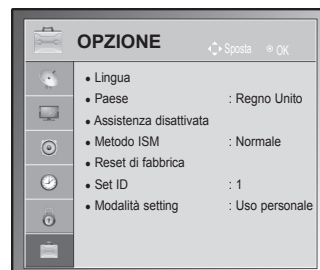 OPZIONE
Sposta OK
• Lingua
• Paese : Regno Unito
• Assistenza disattivata
• Metodo ISM : Normale
• Reset di fabbrica
• Set ID : 1
• Modalità setting : Uso personale